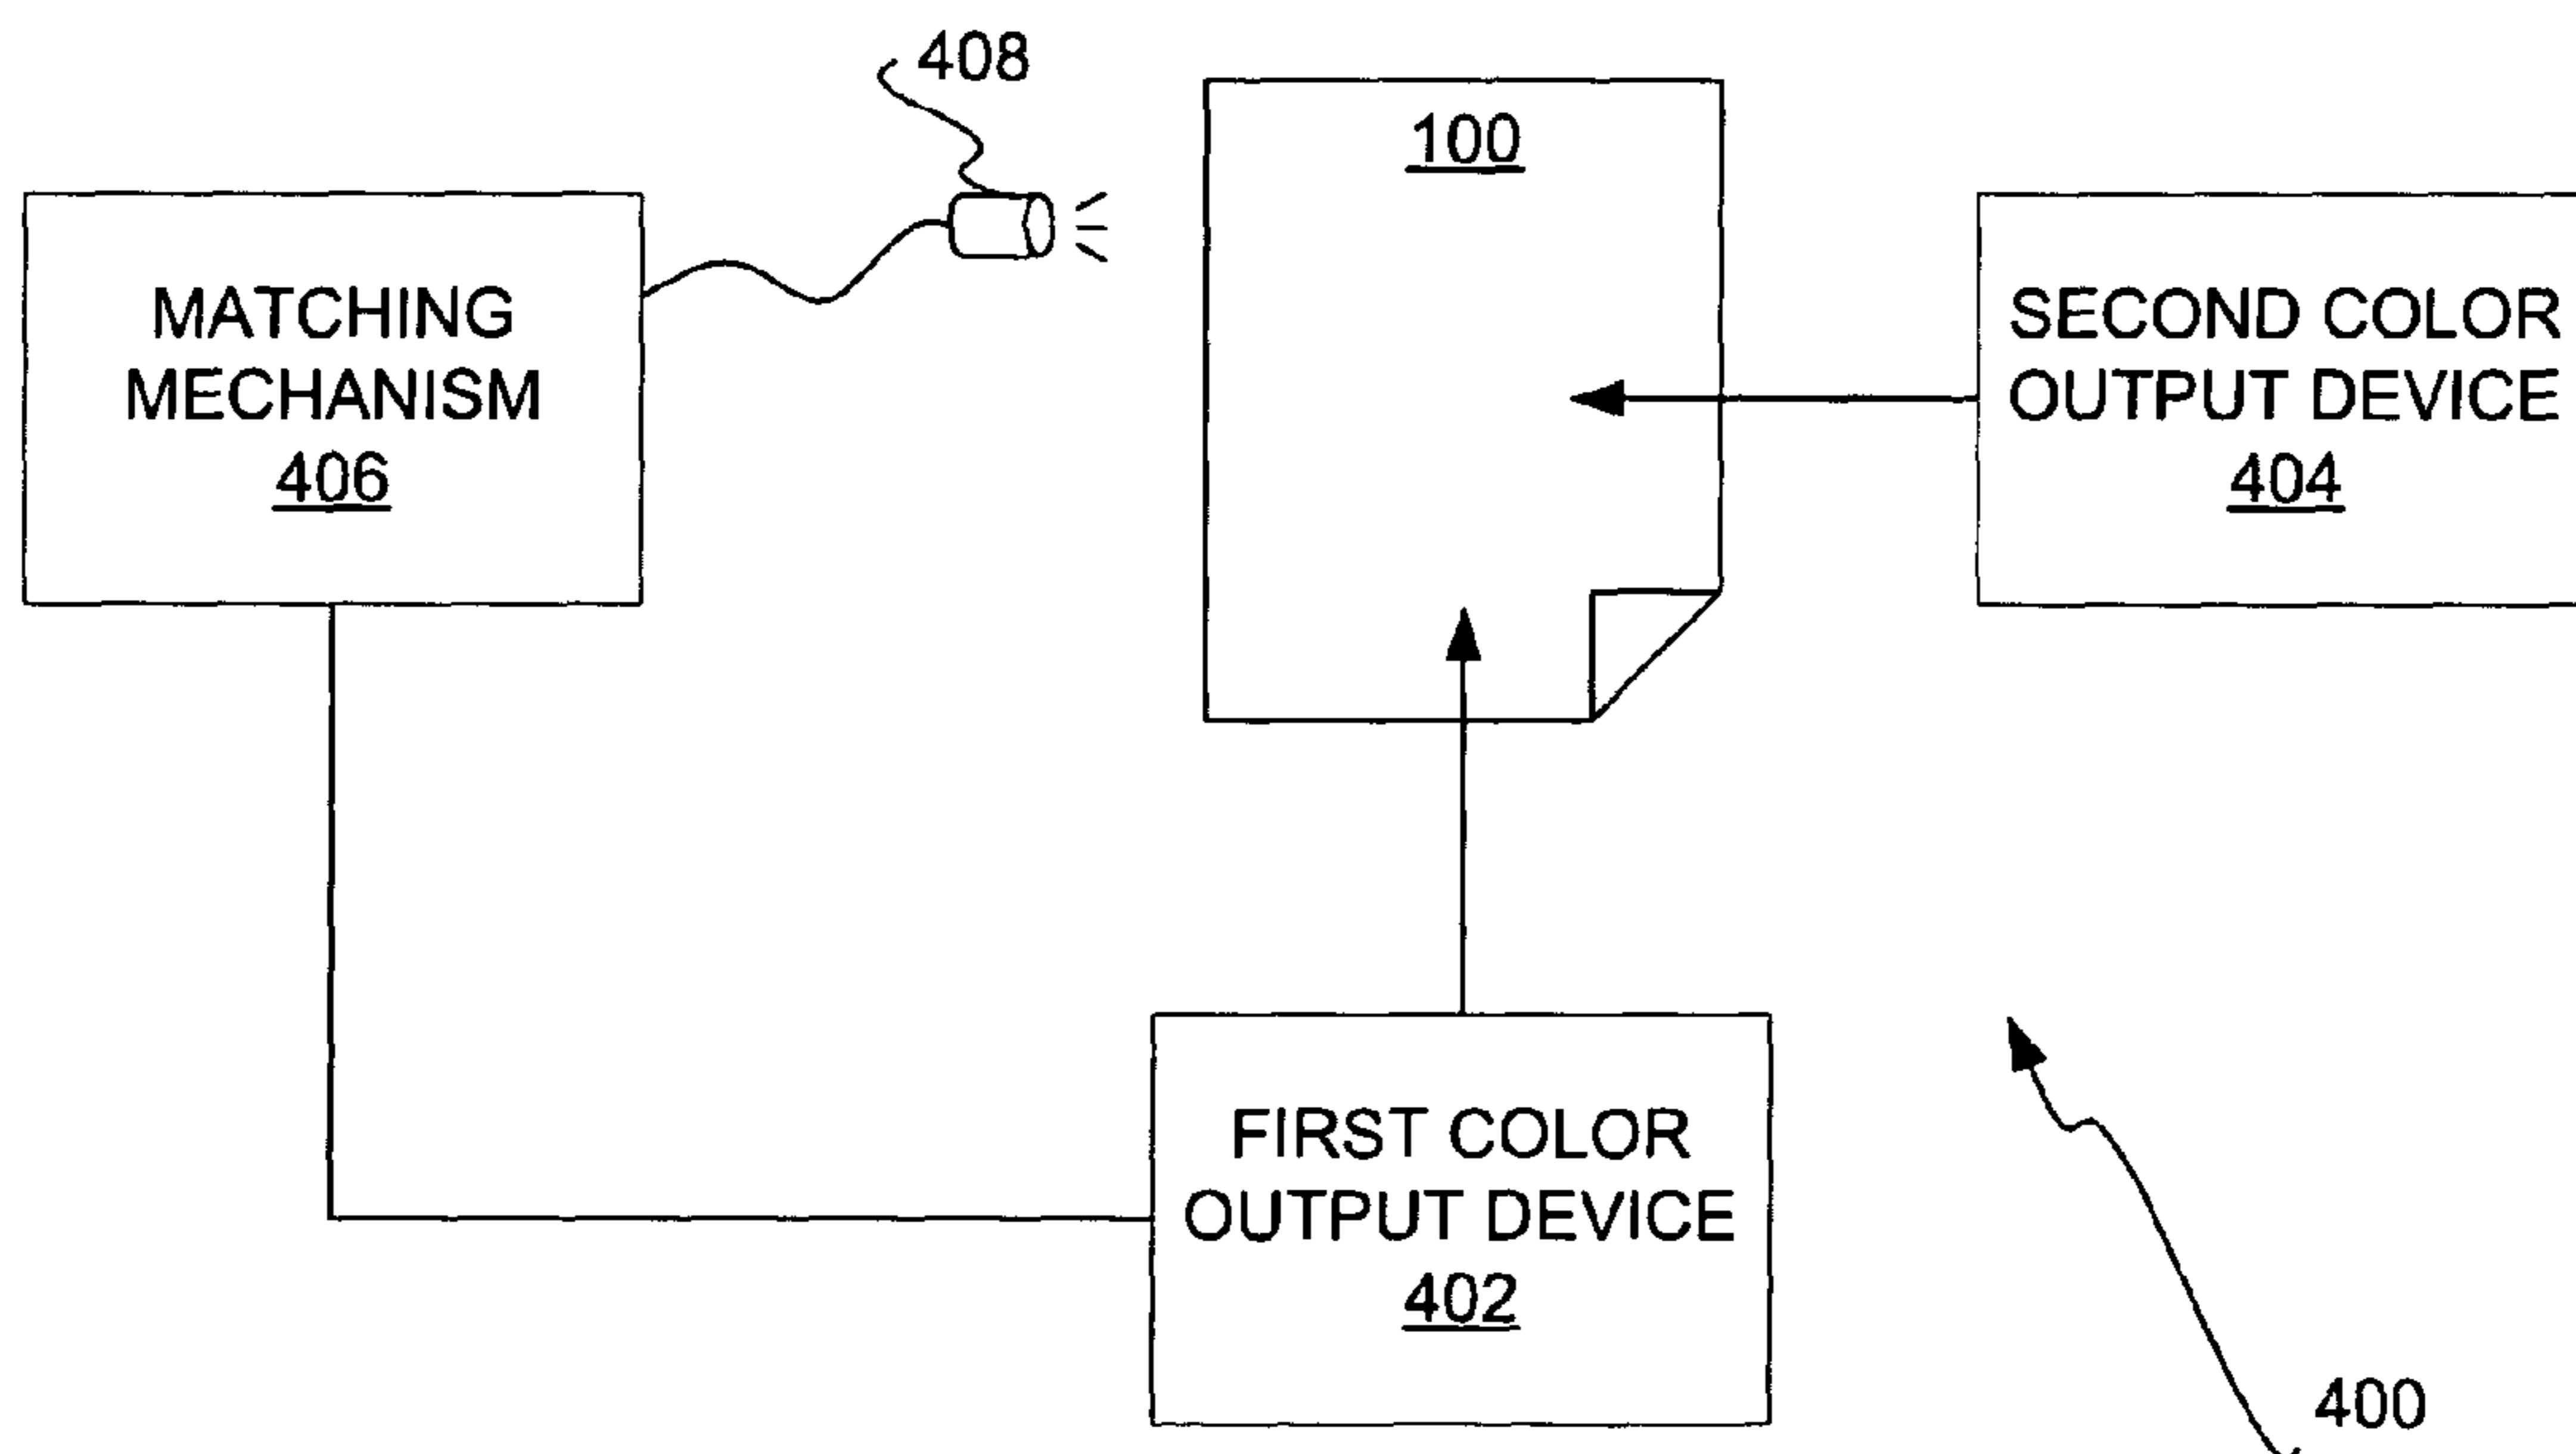 408
100
MATCHING
MECHANISM
406
SECOND COLOR
OUTPUT DEVICE
404
FIRST COLOR
OUTPUT DEVICE
402
400